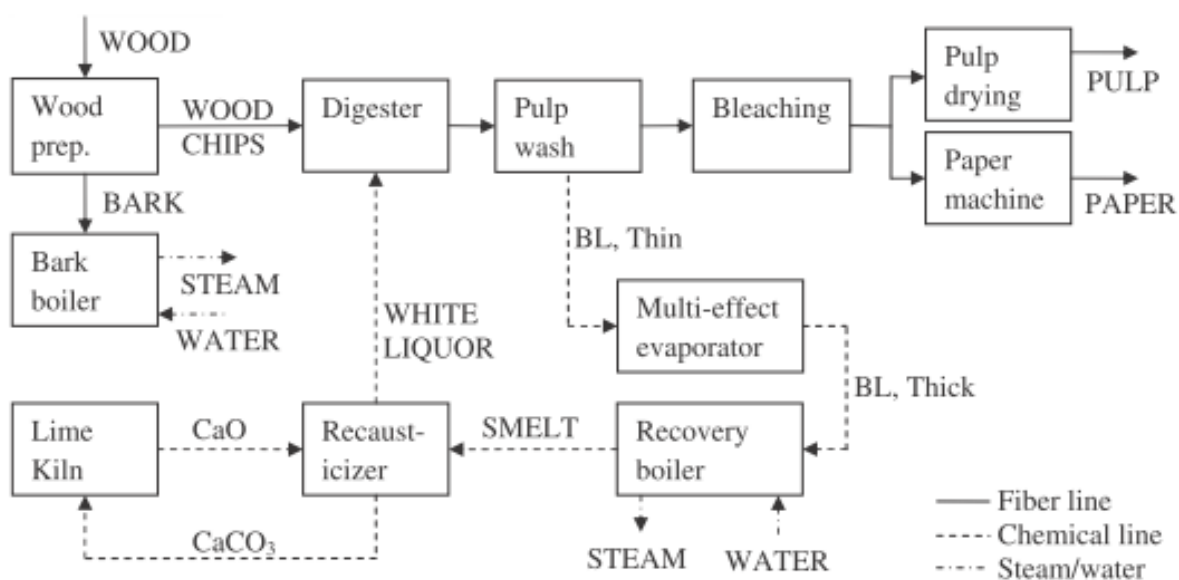 WOOD
Wood
prep.
WOOD
CHIPS
Digester
Pulp
wash
Bleaching
Pulp
drying
PULP
Paper
machine
PAPER
BARK
Bark
boiler
STEAM
WATER
BL, Thin
WHITE
LIQUOR
Multi-effect
evaporator
BL, Thick
Lime
Kiln
CaO
Recaust-
icizer
SMELT
Recovery
boiler
CaCO₃
STEAM
WATER
Fiber line
Chemical line
Steam/water